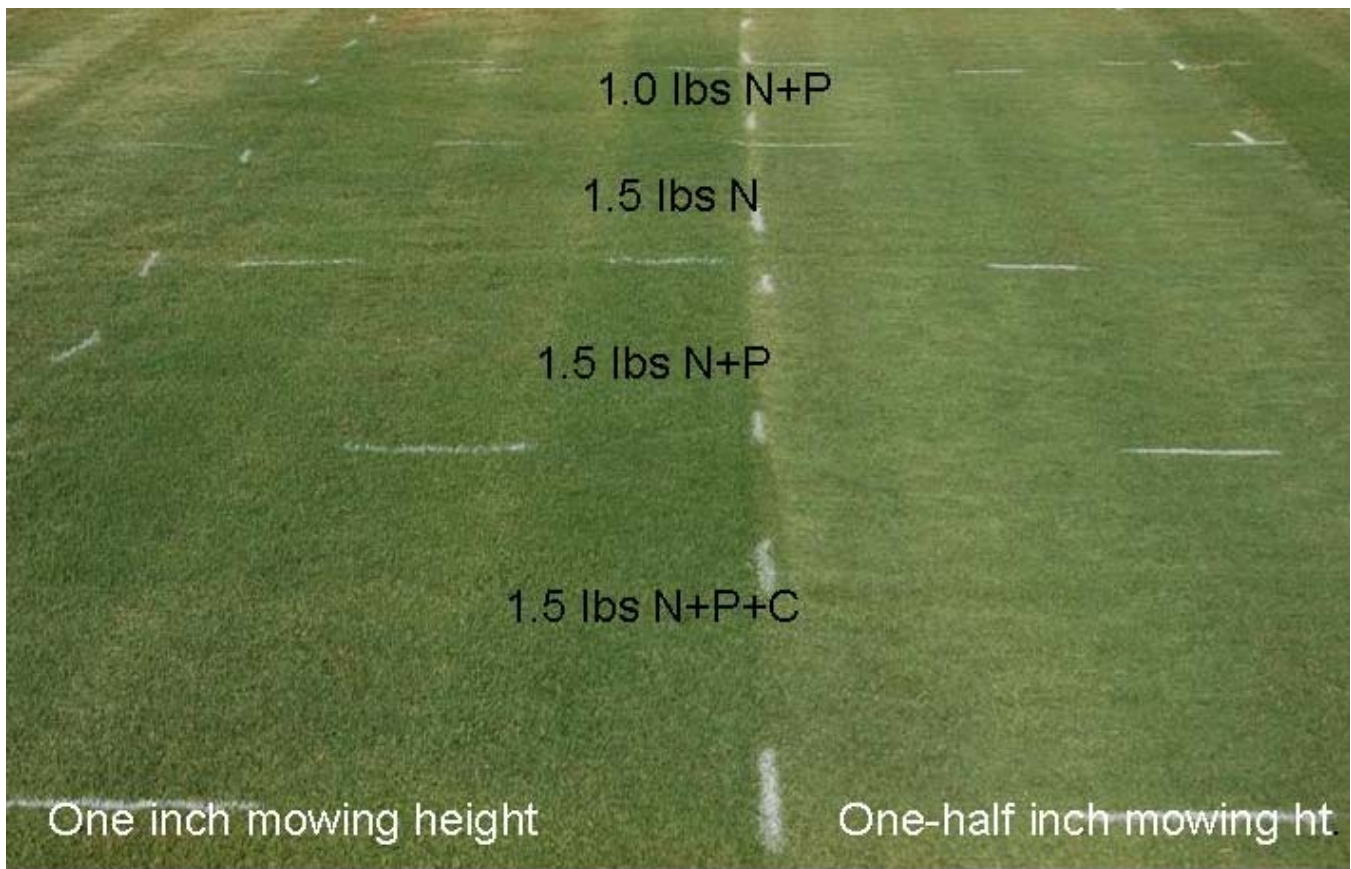 1.0 lbs N+P
1.5 lbs N
1.5 lbs N+P
1.5 lbs N+P+C
One inch mowing height
One-half inch mowing ht.